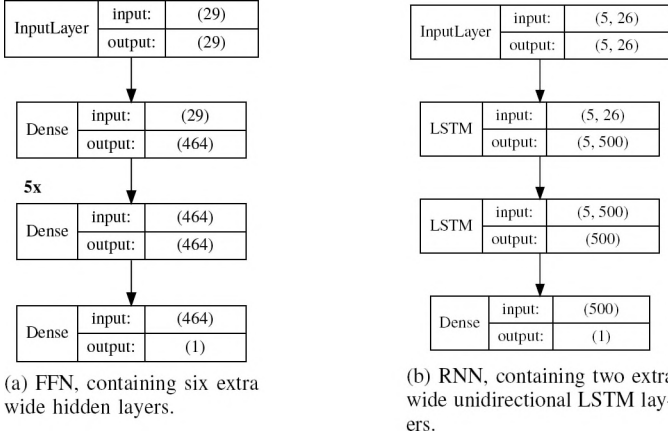 InputLayer input: (29)
output: (29)
Dense input: (29)
output: (464)
5x
Dense input: (464)
output: (464)
Dense input: (464)
output: (1)
(a) FFN, containing six extra
wide hidden layers.
InputLayer input: (5, 26)
output: (5, 26)
LSTM input: (5, 26)
output: (5, 500)
LSTM input: (5, 500)
output: (500)
Dense input: (500)
output: (1)
(b) RNN, containing two extra
wide unidirectional LSTM lay-
ers.